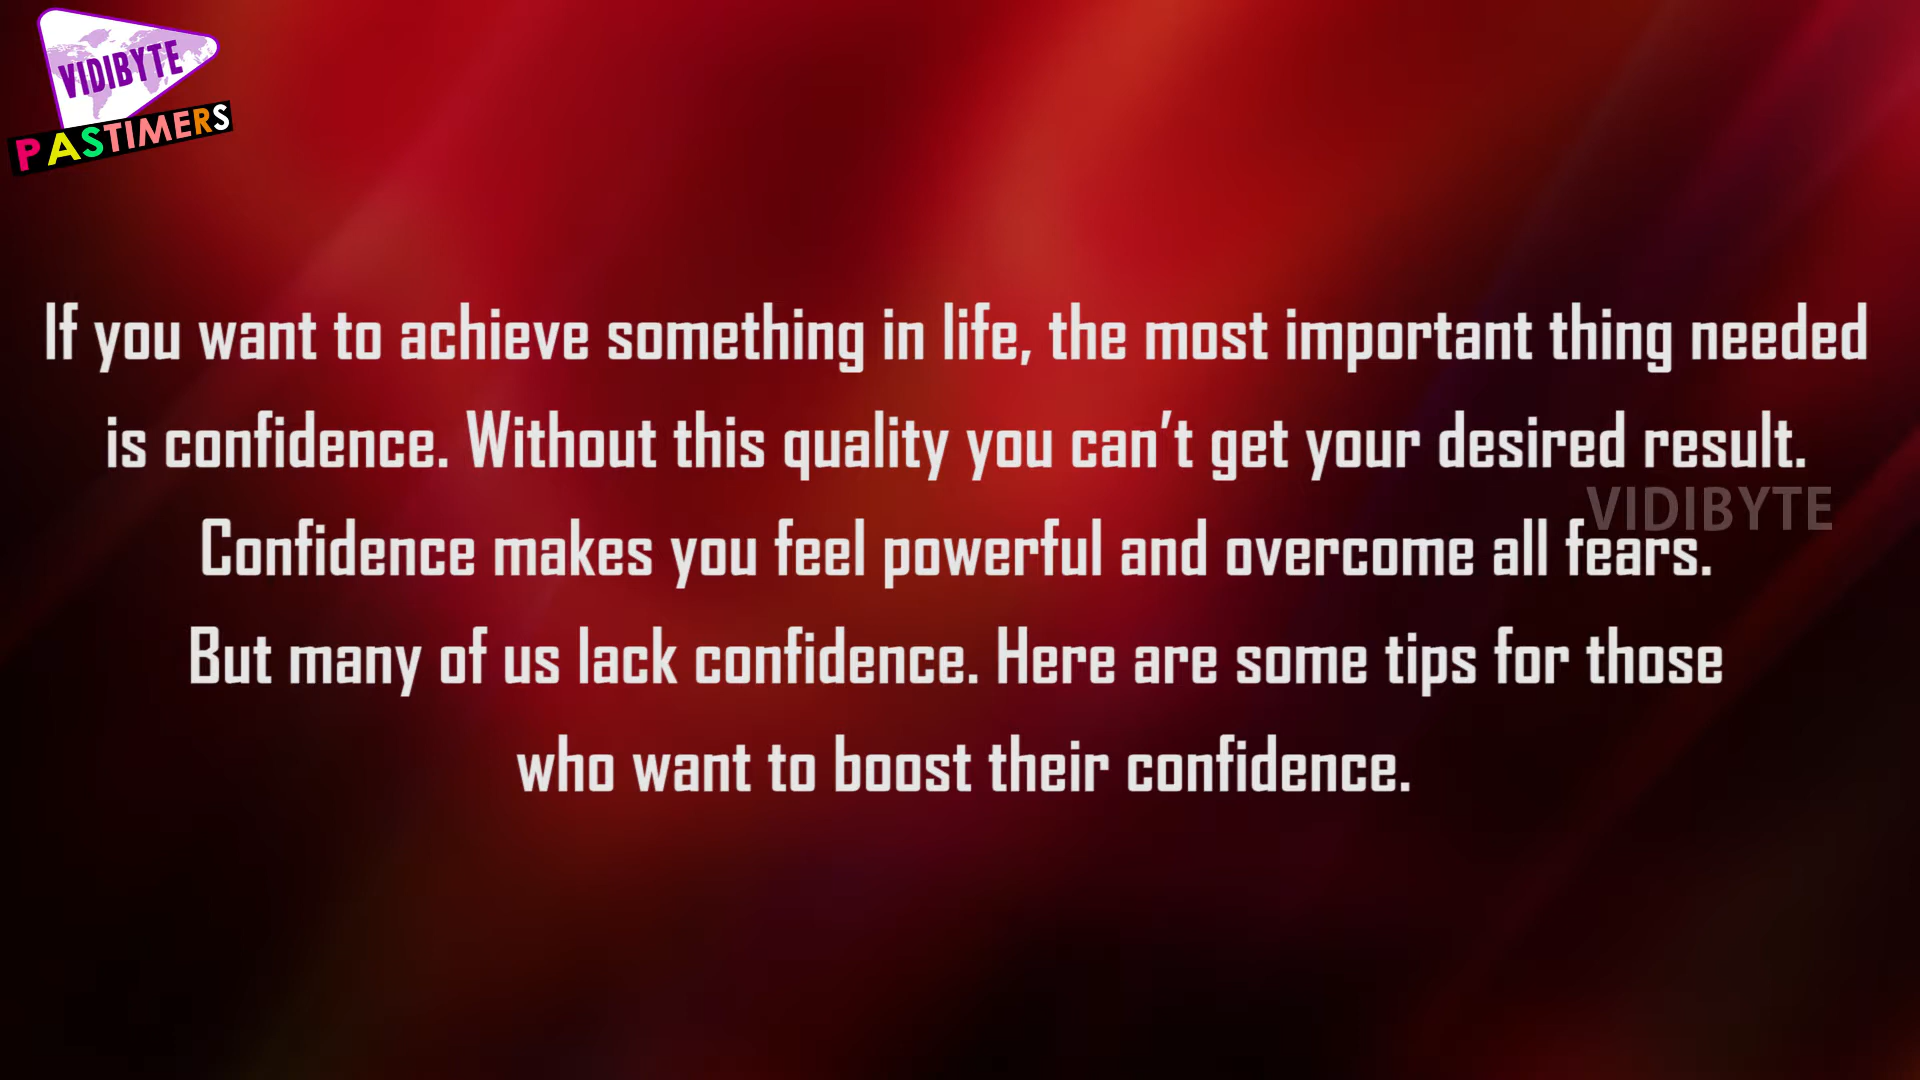 VIDIBYTE
PASTIMERS
If you want to achieve something in life, the most important thing needed
is confidence. Without this quality you can't get your desired result.
VIDIBYTE
Confidence makes you feel powerful and overcome all fears.
But many of us lack confidence. Here are some tips for those
who want to boost their confidence.